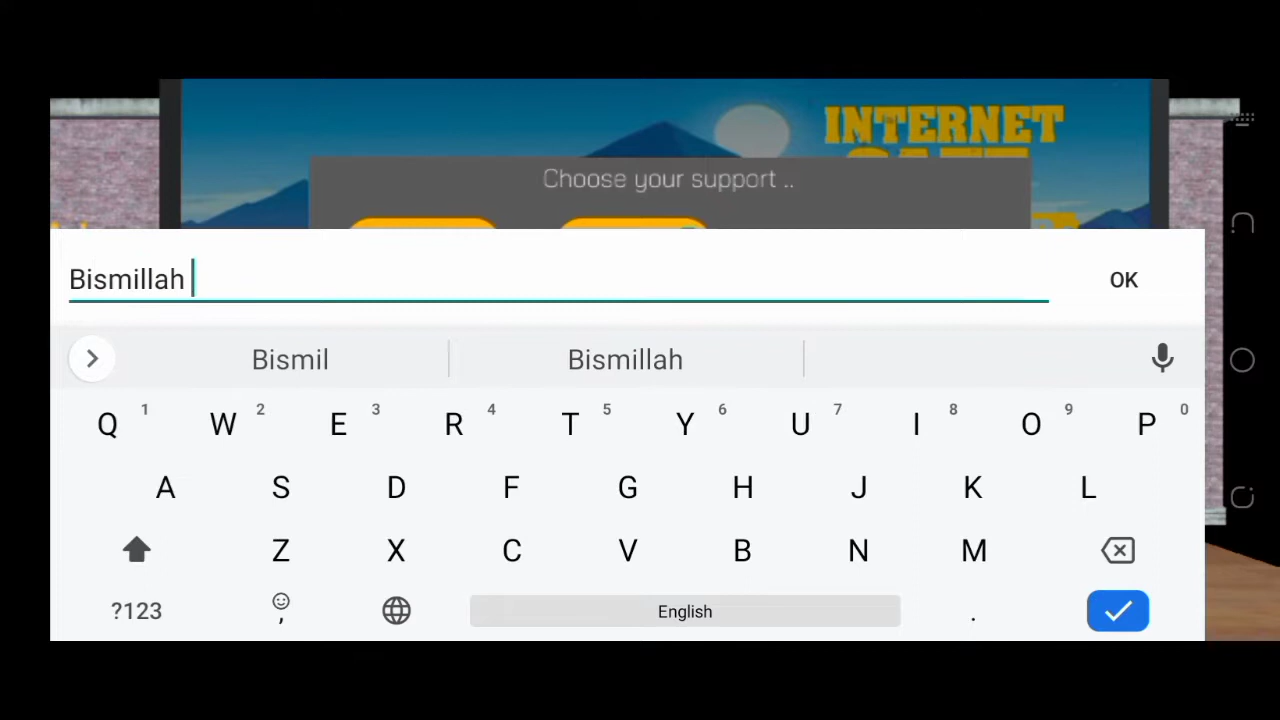 INTERNET
Choose your support ..
Bismillah
OK
Bismil
Bismillah
Q 1 W 2 E 3 R 4 T 5 Y 6 U 7 I 8 O 9 P 0
A S D F G H J K L
Z X C V B N M
?123 , English .